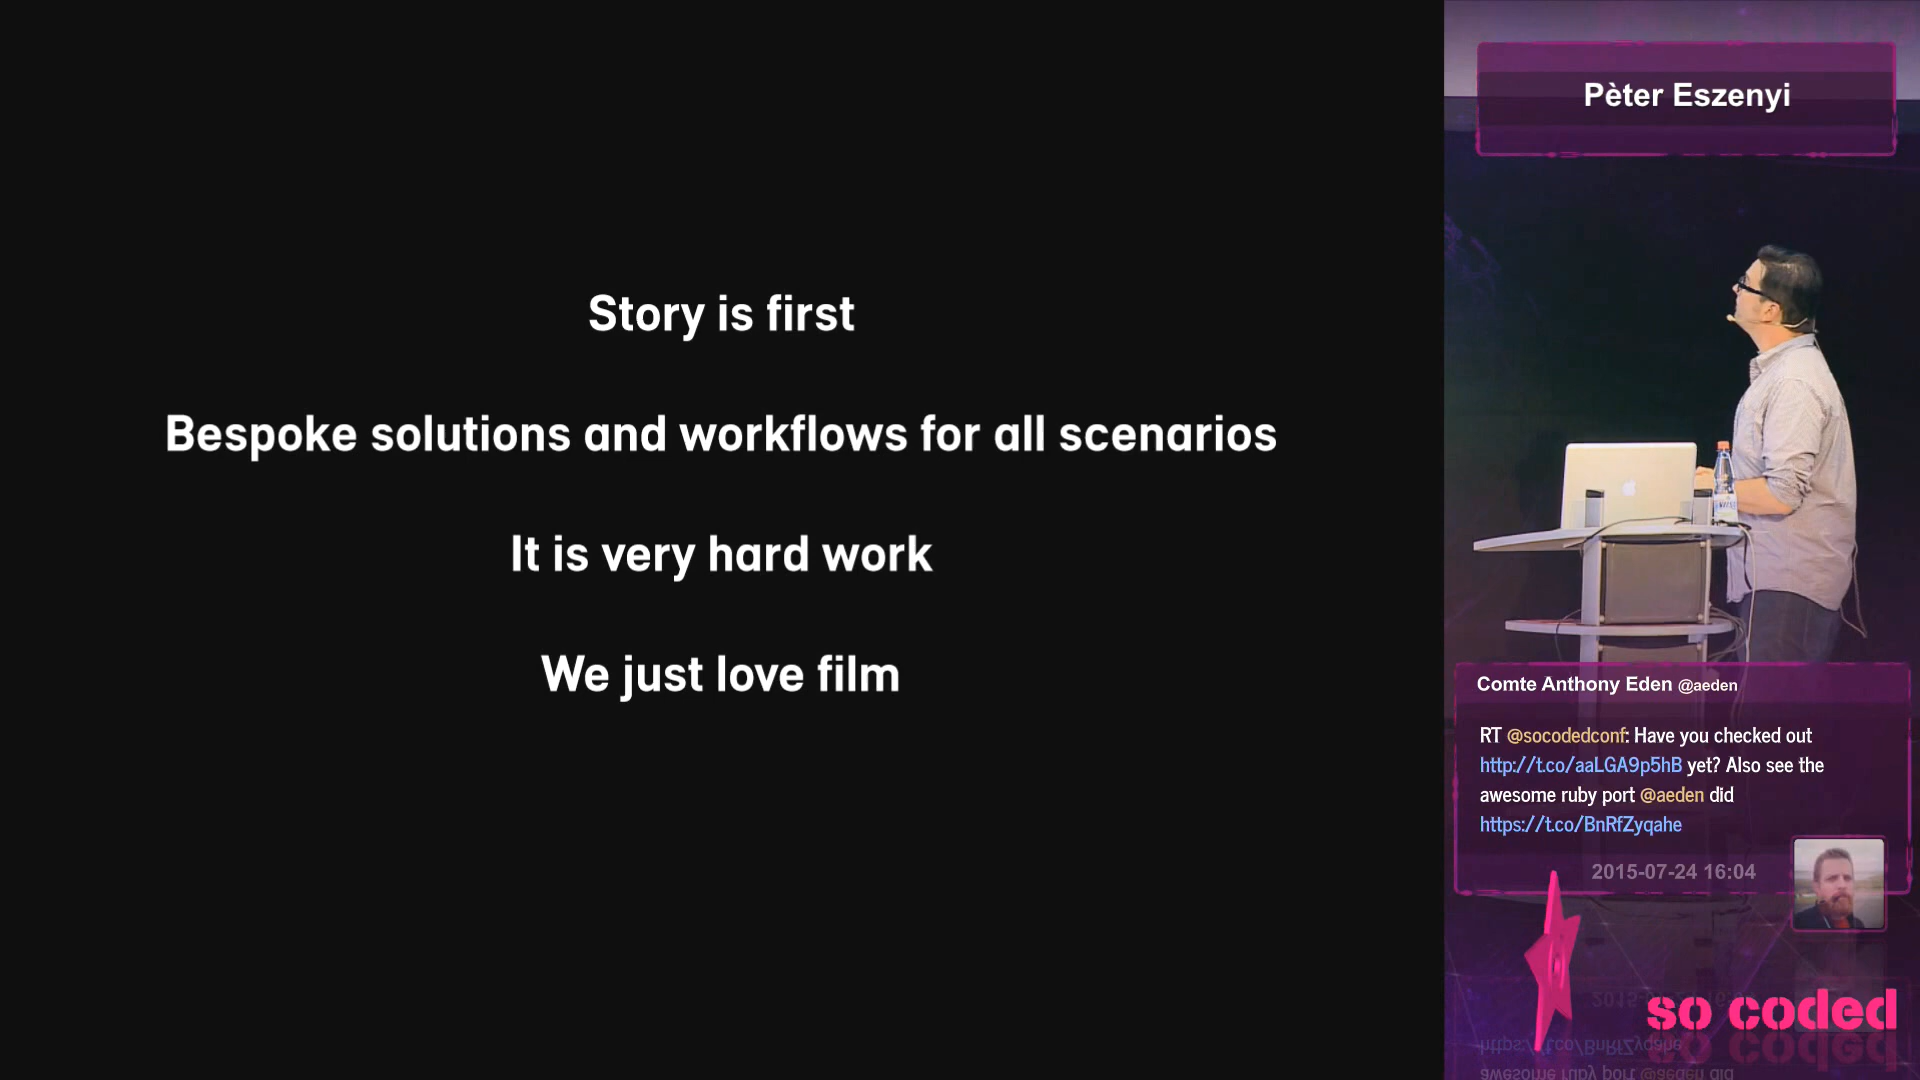 Story is first
Bespoke solutions and workflows for all scenarios
It is very hard work
We just love film
Pèter Eszenyi
Comte Anthony Eden @aeden
RT @socodedconf: Have you checked out
http://t.co/aaLGA9p5hB yet? Also see the
awesome ruby port @aeden did
https://t.co/BnRfZyqahe
2015-07-24 16:04
so coded